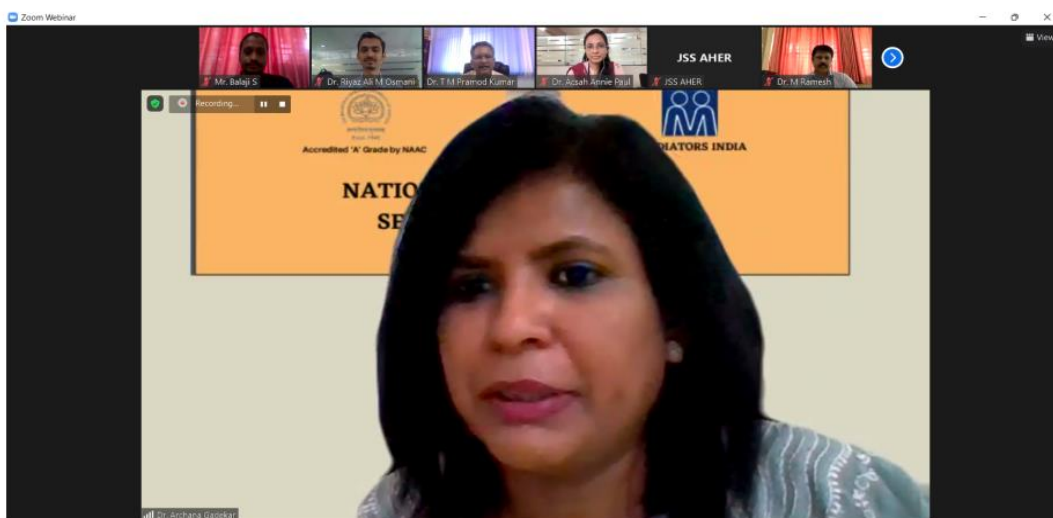 Zoom Webinar
View
Mr. Balaji S
Dr. Riyaz Ali M Osmani
Dr. T M Pramod Kumar
Dr. Acsah Annie Paul
JSS AHER
JSS AHER
Dr. M Ramesh
Recording...
Accredited 'A' Grade by NAAC
DIATORS INDIA
NATIO
SE
Dr. Archana Gadekar